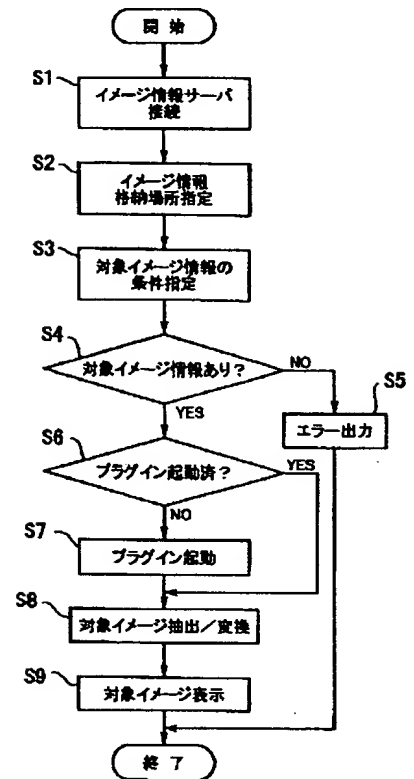 開 始
S1
イメージ情報サーバ
接続
S2
イメージ情報
格納場所指定
S3
対象イメージ情報の
条件指定
S4
対象イメージ情報あり?
NO
S5
エラー出力
YES
S6
プラグイン起動済?
YES
NO
S7
プラグイン起動
S8
対象イメージ抽出/変換
S9
対象イメージ表示
終 了